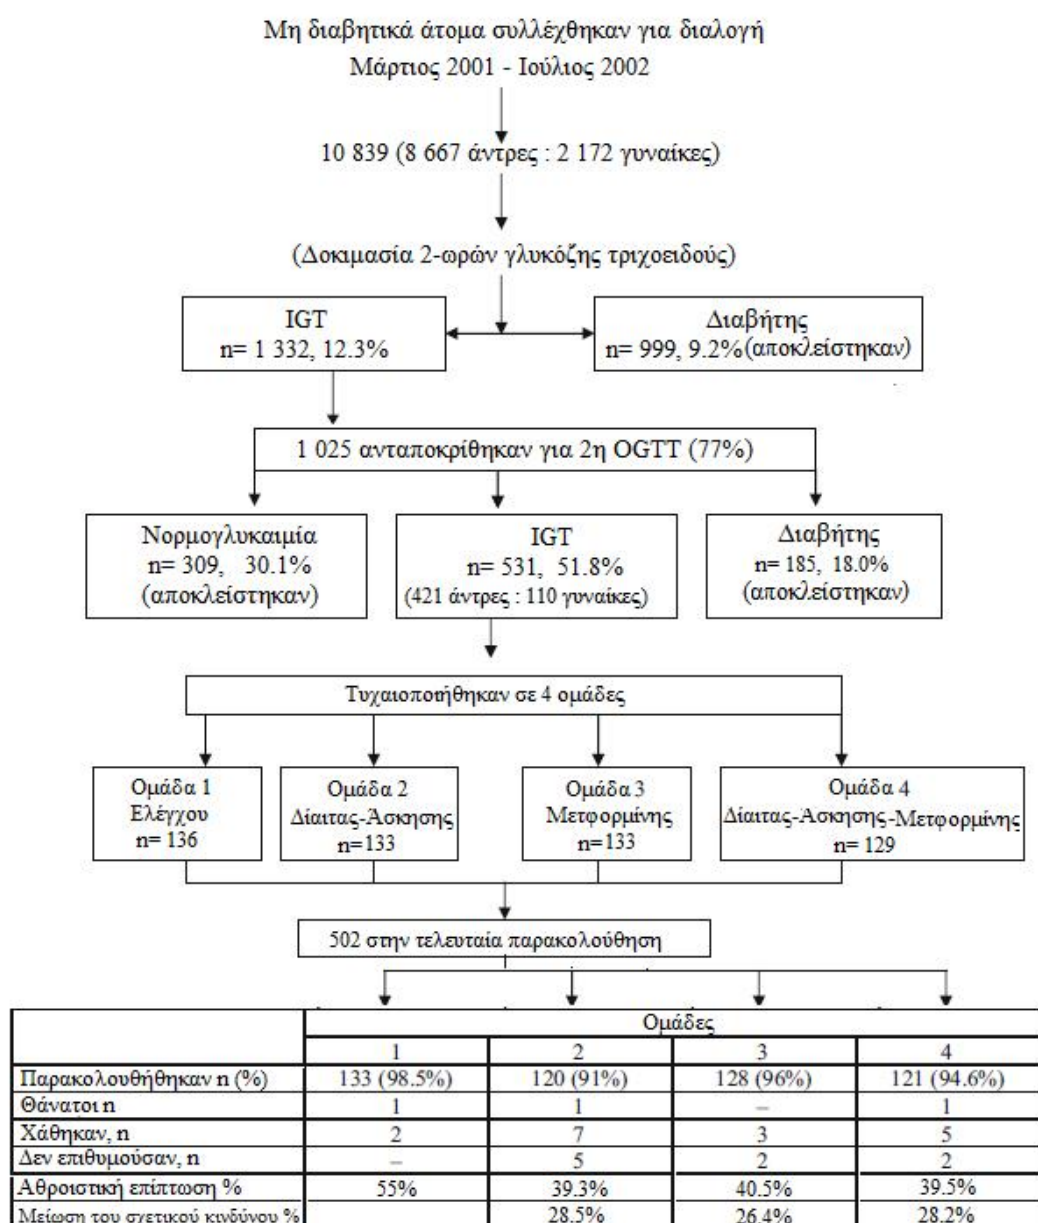 Μη διαβητικά άτομα συλλέχθηκαν για διαλογή
Μάρτιος 2001 - Ιούλιος 2002
10 839 (8 667 άντρες : 2 172 γυναίκες)
(Δοκιμασία 2-ωρών γλυκόζης τριχοειδούς)
IGT
n= 1 332, 12.3%
Διαβήτης
n= 999, 9.2% (αποκλείστηκαν)
1 025 ανταποκρίθηκαν για 2η OGTT (77%)
Νορμογλυκαιμία
n= 309, 30.1%
(αποκλείστηκαν)
IGT
n= 531, 51.8%
(421 άντρες : 110 γυναίκες)
Διαβήτης
n= 185, 18.0%
(αποκλείστηκαν)
Τυχαιοποιήθηκαν σε 4 ομάδες
Ομάδα 1
Ελέγχου
n= 136
Ομάδα 2
Δίαιτας-Άσκησης
n=133
Ομάδα 3
Μετφορμίνης
n=133
Ομάδα 4
Δίαιτας-Άσκησης-Μετφορμίνης
n= 129
502 στην τελευταία παρακολούθηση
Ομάδες
1 2 3 4
Παρακολουθήθηκαν n (%) 133 (98.5%) 120 (91%) 128 (96%) 121 (94.6%)
Θάνατοι n 1 1 – 1
Χάθηκαν, n 2 7 3 5
Δεν επιθυμούσαν, n – 5 2 2
Αθροιστική επίπτωση % 55% 39.3% 40.5% 39.5%
Μείωση του σχετικού κινδύνου % 28.5% 26.4% 28.2%